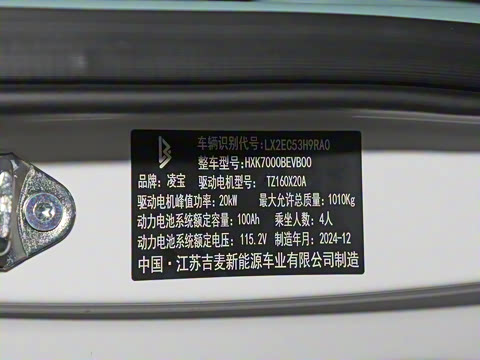 车辆识别代号:LX2EC53H9RA0
整车型号:HXK7000BEVB00
品牌: 凌宝 驱动电机型号: TZ160X20A
驱动电机峰值功率: 20kW 最大允许总质量: 1010Kg
动力电池系统额定容量: 100Ah 乘坐人数: 4人
动力电池系统额定电压: 115.2V 制造年月: 2024-12
中国·江苏吉麦新能源车业有限公司制造